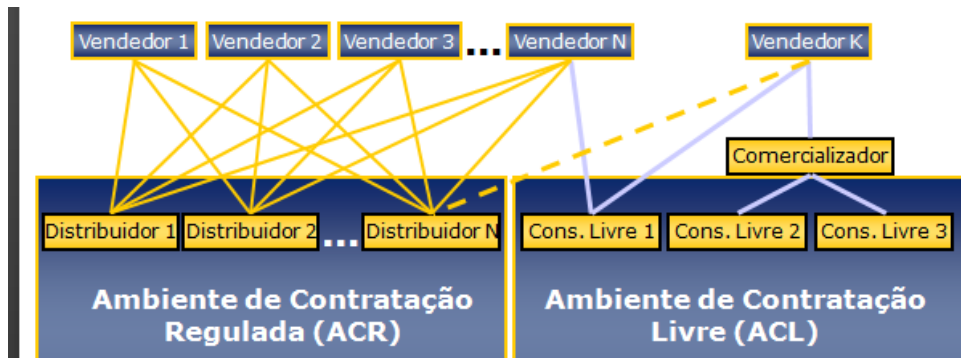 Vendedor 1 Vendedor 2 Vendedor 3 ... Vendedor N Vendedor K
Comercializador
Distribuidor 1 Distribuidor 2 ... Distribuidor N Cons. Livre 1 Cons. Livre 2 Cons. Livre 3
Ambiente de Contratação
Regulada (ACR)
Ambiente de Contratação
Livre (ACL)